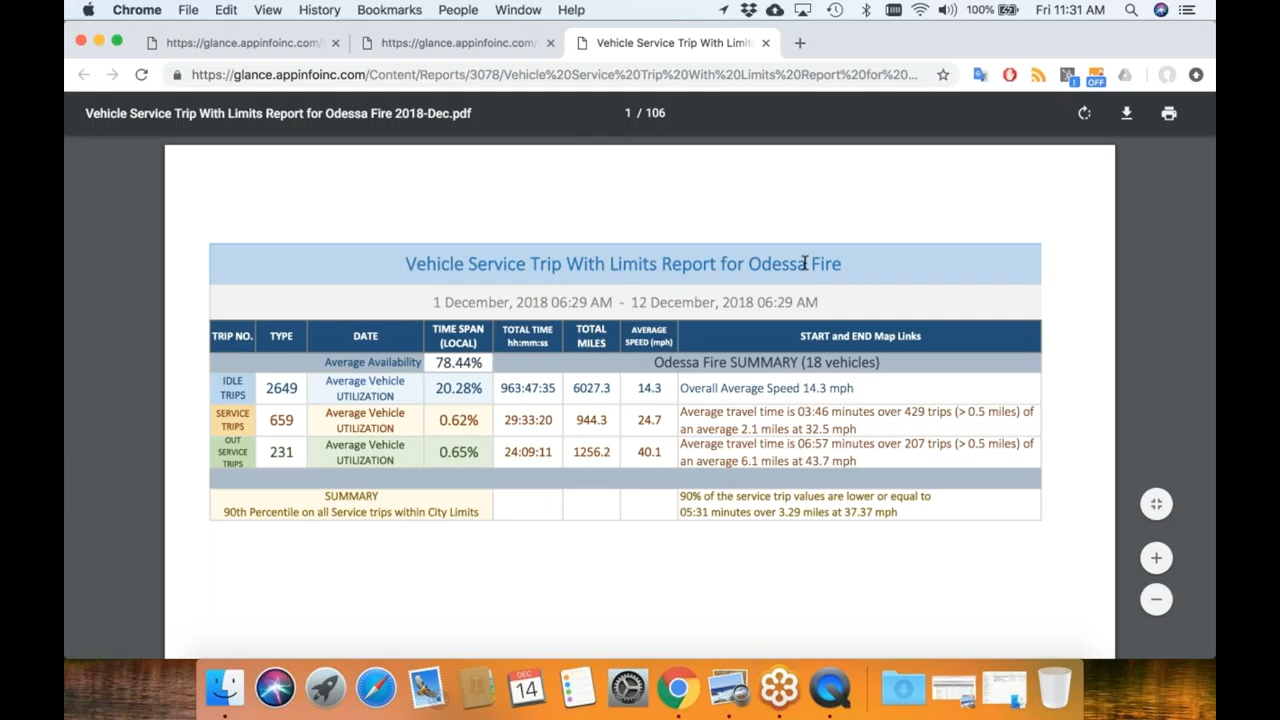 Chrome File Edit View History Bookmarks People Window Help 100% Fri 11:31 AM
https://glance.appinfoinc.com/ https://glance.appinfoinc.com/ Vehicle Service Trip With Limits
https://glance.appinfoinc.com/Content/Reports/3078/Vehicle%20Service%20Trip%20With%20Limits%20Report%20for%20...
OFF
Vehicle Service Trip With Limits Report for Odessa Fire 2018-Dec.pdf 1 / 106
Vehicle Service Trip With Limits Report for Odessa Fire
1 December, 2018 06:29 AM - 12 December, 2018 06:29 AM
TRIP NO. TYPE DATE TIME SPAN (LOCAL) TOTAL TIME hh:mm:ss TOTAL MILES AVERAGE SPEED (mph) START and END Map Links
Average Availability 78.44% Odessa Fire SUMMARY (18 vehicles)
IDLE TRIPS 2649 Average Vehicle UTILIZATION 20.28% 963:47:35 6027.3 14.3 Overall Average Speed 14.3 mph
SERVICE TRIPS 659 Average Vehicle UTILIZATION 0.62% 29:33:20 944.3 24.7 Average travel time is 03:46 minutes over 429 trips (> 0.5 miles) of
an average 2.1 miles at 32.5 mph
OUT SERVICE TRIPS 231 Average Vehicle UTILIZATION 0.65% 24:09:11 1256.2 40.1 Average travel time is 06:57 minutes over 207 trips (> 0.5 miles) of
an average 6.1 miles at 43.7 mph
SUMMARY 90% of the service trip values are lower or equal to
90th Percentile on all Service trips within City Limits 05:31 minutes over 3.29 miles at 37.37 mph
DEC
14